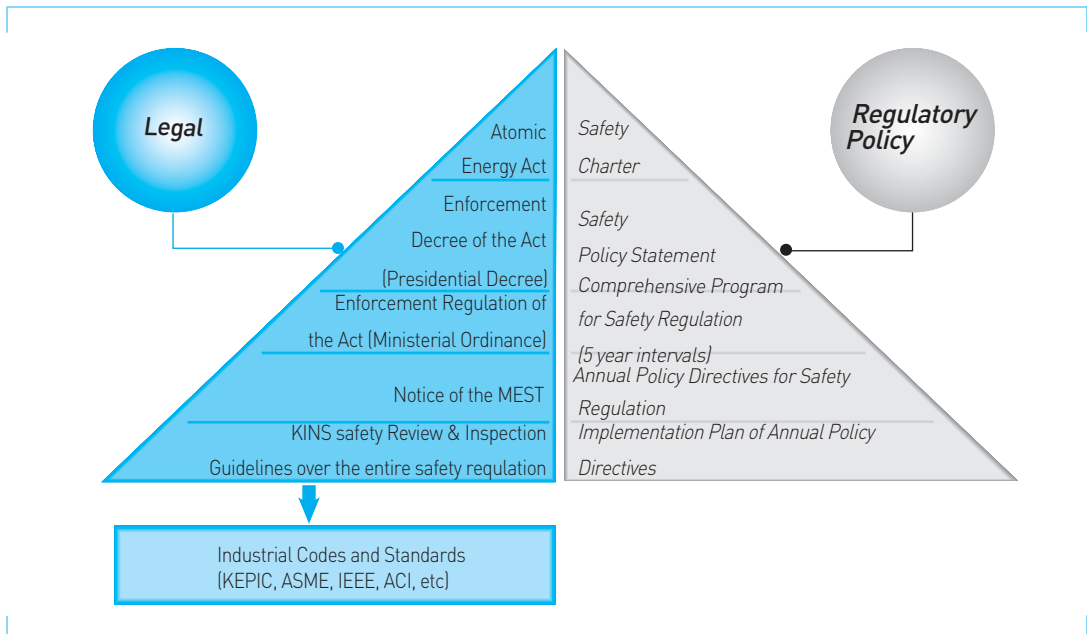 Legal
Atomic
Energy Act
Enforcement
Decree of the Act
(Presidential Decree)
Enforcement Regulation of
the Act (Ministerial Ordinance)
Notice of the MEST
KINS safety Review & Inspection
Guidelines over the entire safety requlation
Industrial Codes and Standards
(KEPIC, ASME, IEEE, ACI, etc)
Regulatory
Policy
Safety
Charter
Safety
Policy Statement
Comprehensive Program
for Safety Regulation
(5 year intervals)
Annual Policy Directives for Safety
Regulation
Implementation Plan of Annual Policy
Directives